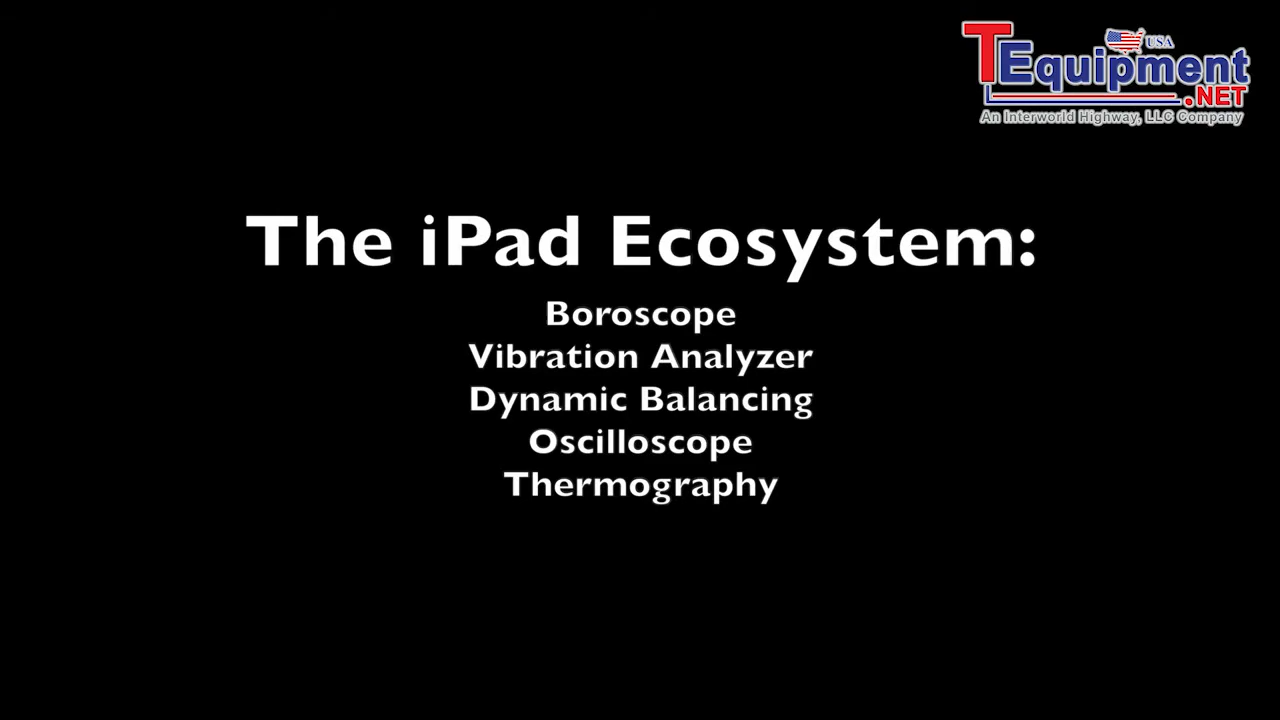 TEquipment
USA
.NET
An Interworld Highway, LLC Company
The iPad Ecosystem:
Boroscope
Vibration Analyzer
Dynamic Balancing
Oscilloscope
Thermography